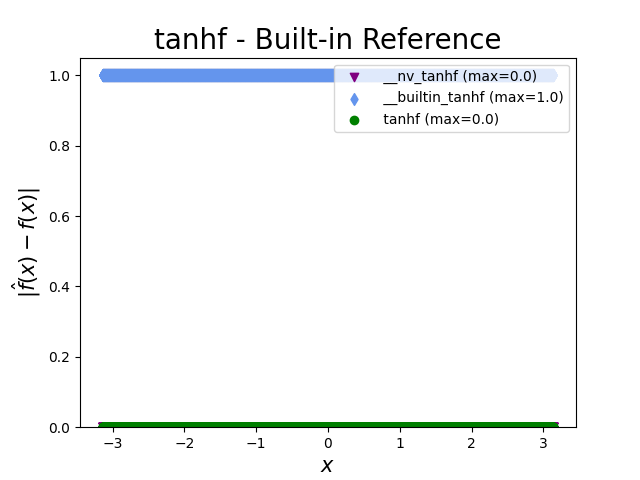 tanhf - Built-in Reference
1.0
0.8
0.6
0.4
0.2
0.0
|f̂(x) − f(x)|
__nv_tanhf (max=0.0)
__builtin_tanhf (max=1.0)
tanhf (max=0.0)
−3 −2 −1 0 1 2 3
x